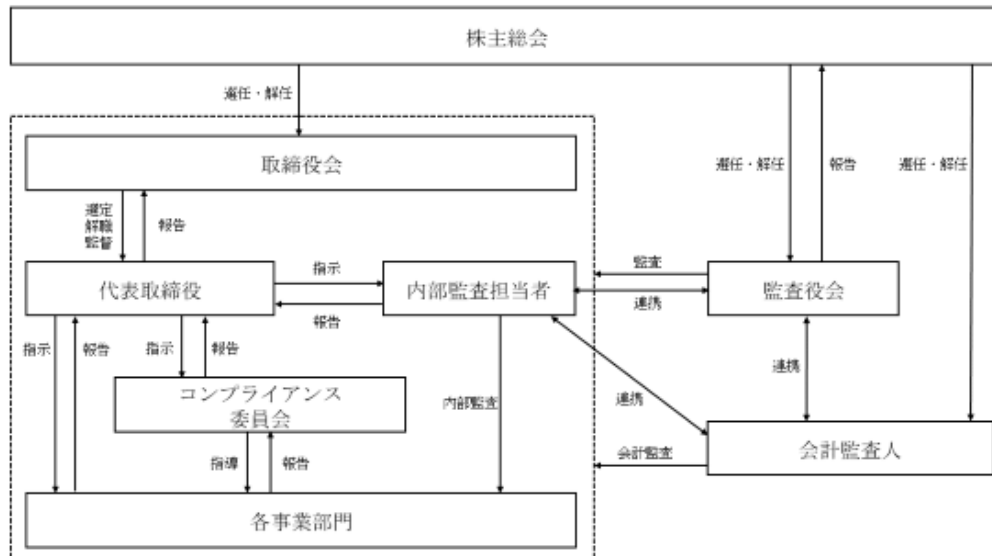 株主総会
選任・解任
取締役会
選任・解任
報告
選任・解任
選定
解職
監督
報告
監査
指示
代表取締役
内部監査担当者
監査役会
報告
連携
指示
報告
指示
報告
連携
コンプライアンス
委員会
内部監査
連携
会計監査人
指導
報告
会計監査
各事業部門